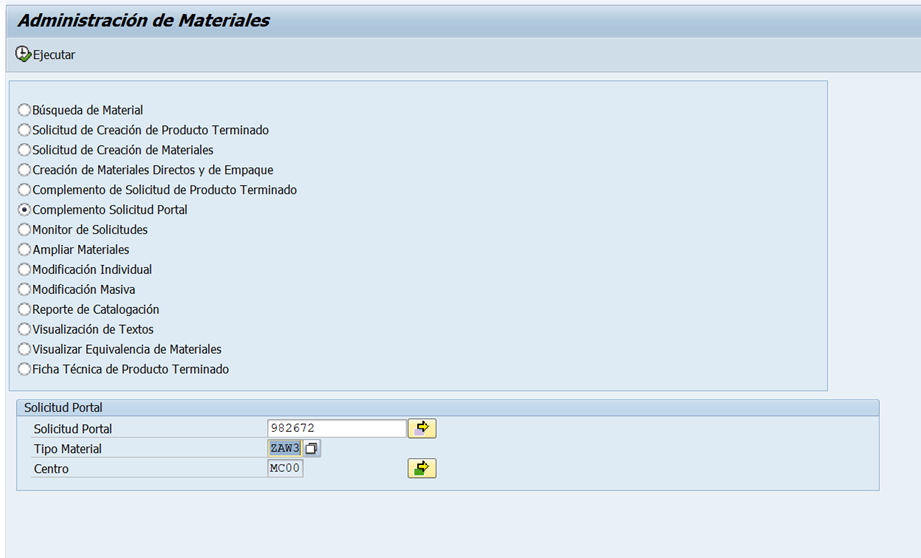 Administración de Materiales
Ejecutar
Búsqueda de Material
Solicitud de Creación de Producto Terminado
Solicitud de Creación de Materiales
Creación de Materiales Directos y de Empaque
Complemento de Solicitud de Producto Terminado
Complemento Solicitud Portal
Monitor de Solicitudes
Ampliar Materiales
Modificación Individual
Modificación Masiva
Reporte de Catalogación
Visualización de Textos
Visualizar Equivalencia de Materiales
Ficha Técnica de Producto Terminado
Solicitud Portal
Solicitud Portal 982672
Tipo Material ZAW3
Centro MC00